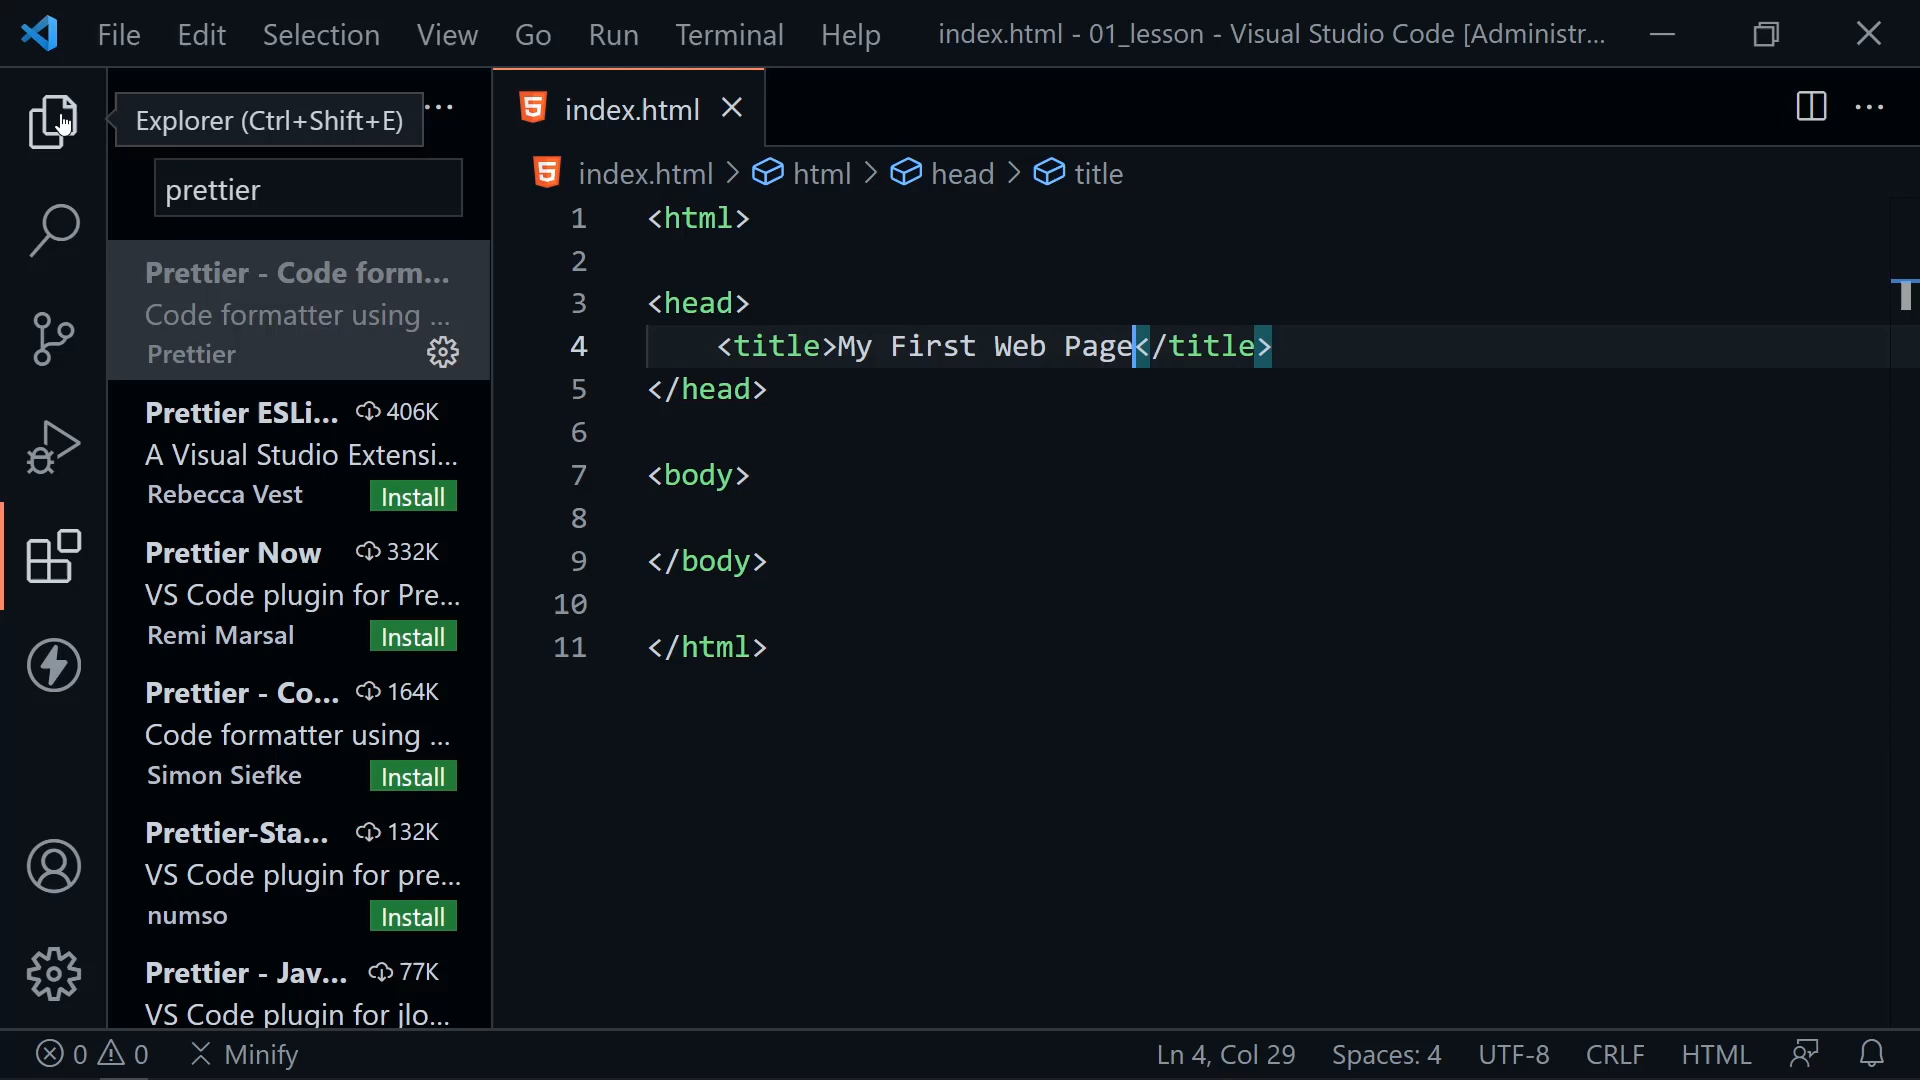 File Edit Selection View Go Run Terminal Help index.html - 01_lesson - Visual Studio Code [Administr...
Explorer (Ctrl+Shift+E)
prettier
Prettier - Code form...
Code formatter using ...
Prettier
Prettier ESLi... 406K
A Visual Studio Extensi...
Rebecca Vest Install
Prettier Now 332K
VS Code plugin for Pre...
Remi Marsal Install
Prettier - Co... 164K
Code formatter using ...
Simon Siefke Install
Prettier-Sta... 132K
VS Code plugin for pre...
numso Install
Prettier - Jav... 77K
VS Code plugin for jlo...
index.html
index.html > html > head > title
1 <html>
2
3 <head>
4 <title>My First Web Page</title>
5 </head>
6
7 <body>
8
9 </body>
10
11 </html>
0 0 Minify Ln 4, Col 29 Spaces: 4 UTF-8 CRLF HTML